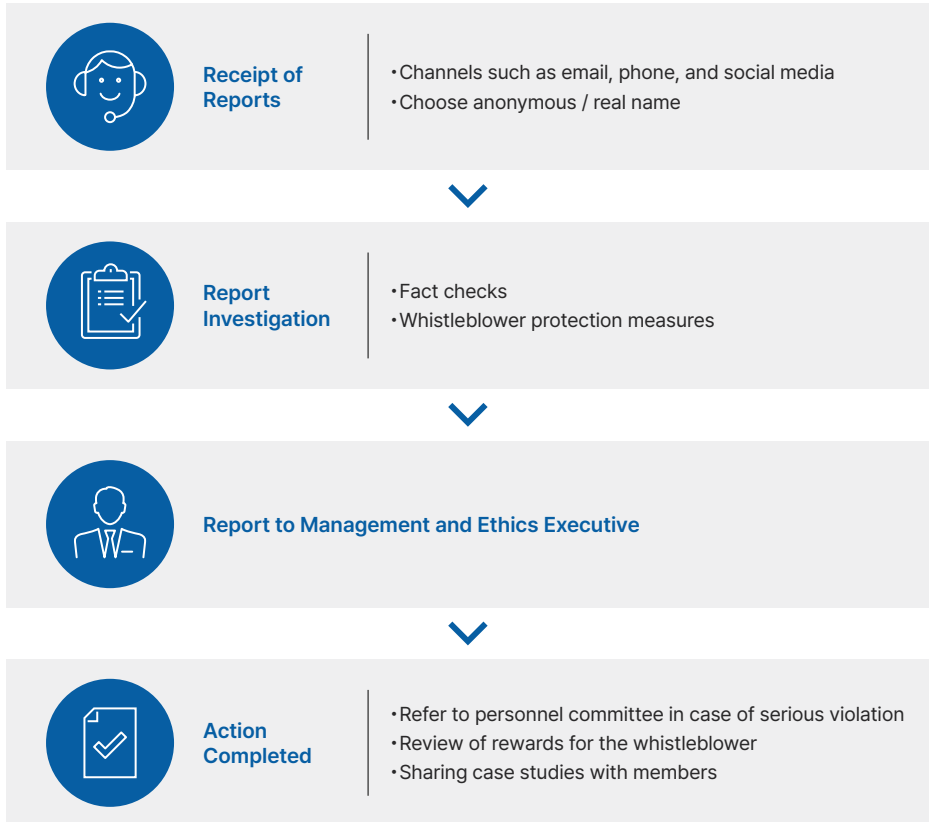 Receipt of
Reports
•Channels such as email, phone, and social media
•Choose anonymous / real name
Report
Investigation
•Fact checks
•Whistleblower protection measures
Report to Management and Ethics Executive
Action
Completed
•Refer to personnel committee in case of serious violation
•Review of rewards for the whistleblower
•Sharing case studies with members